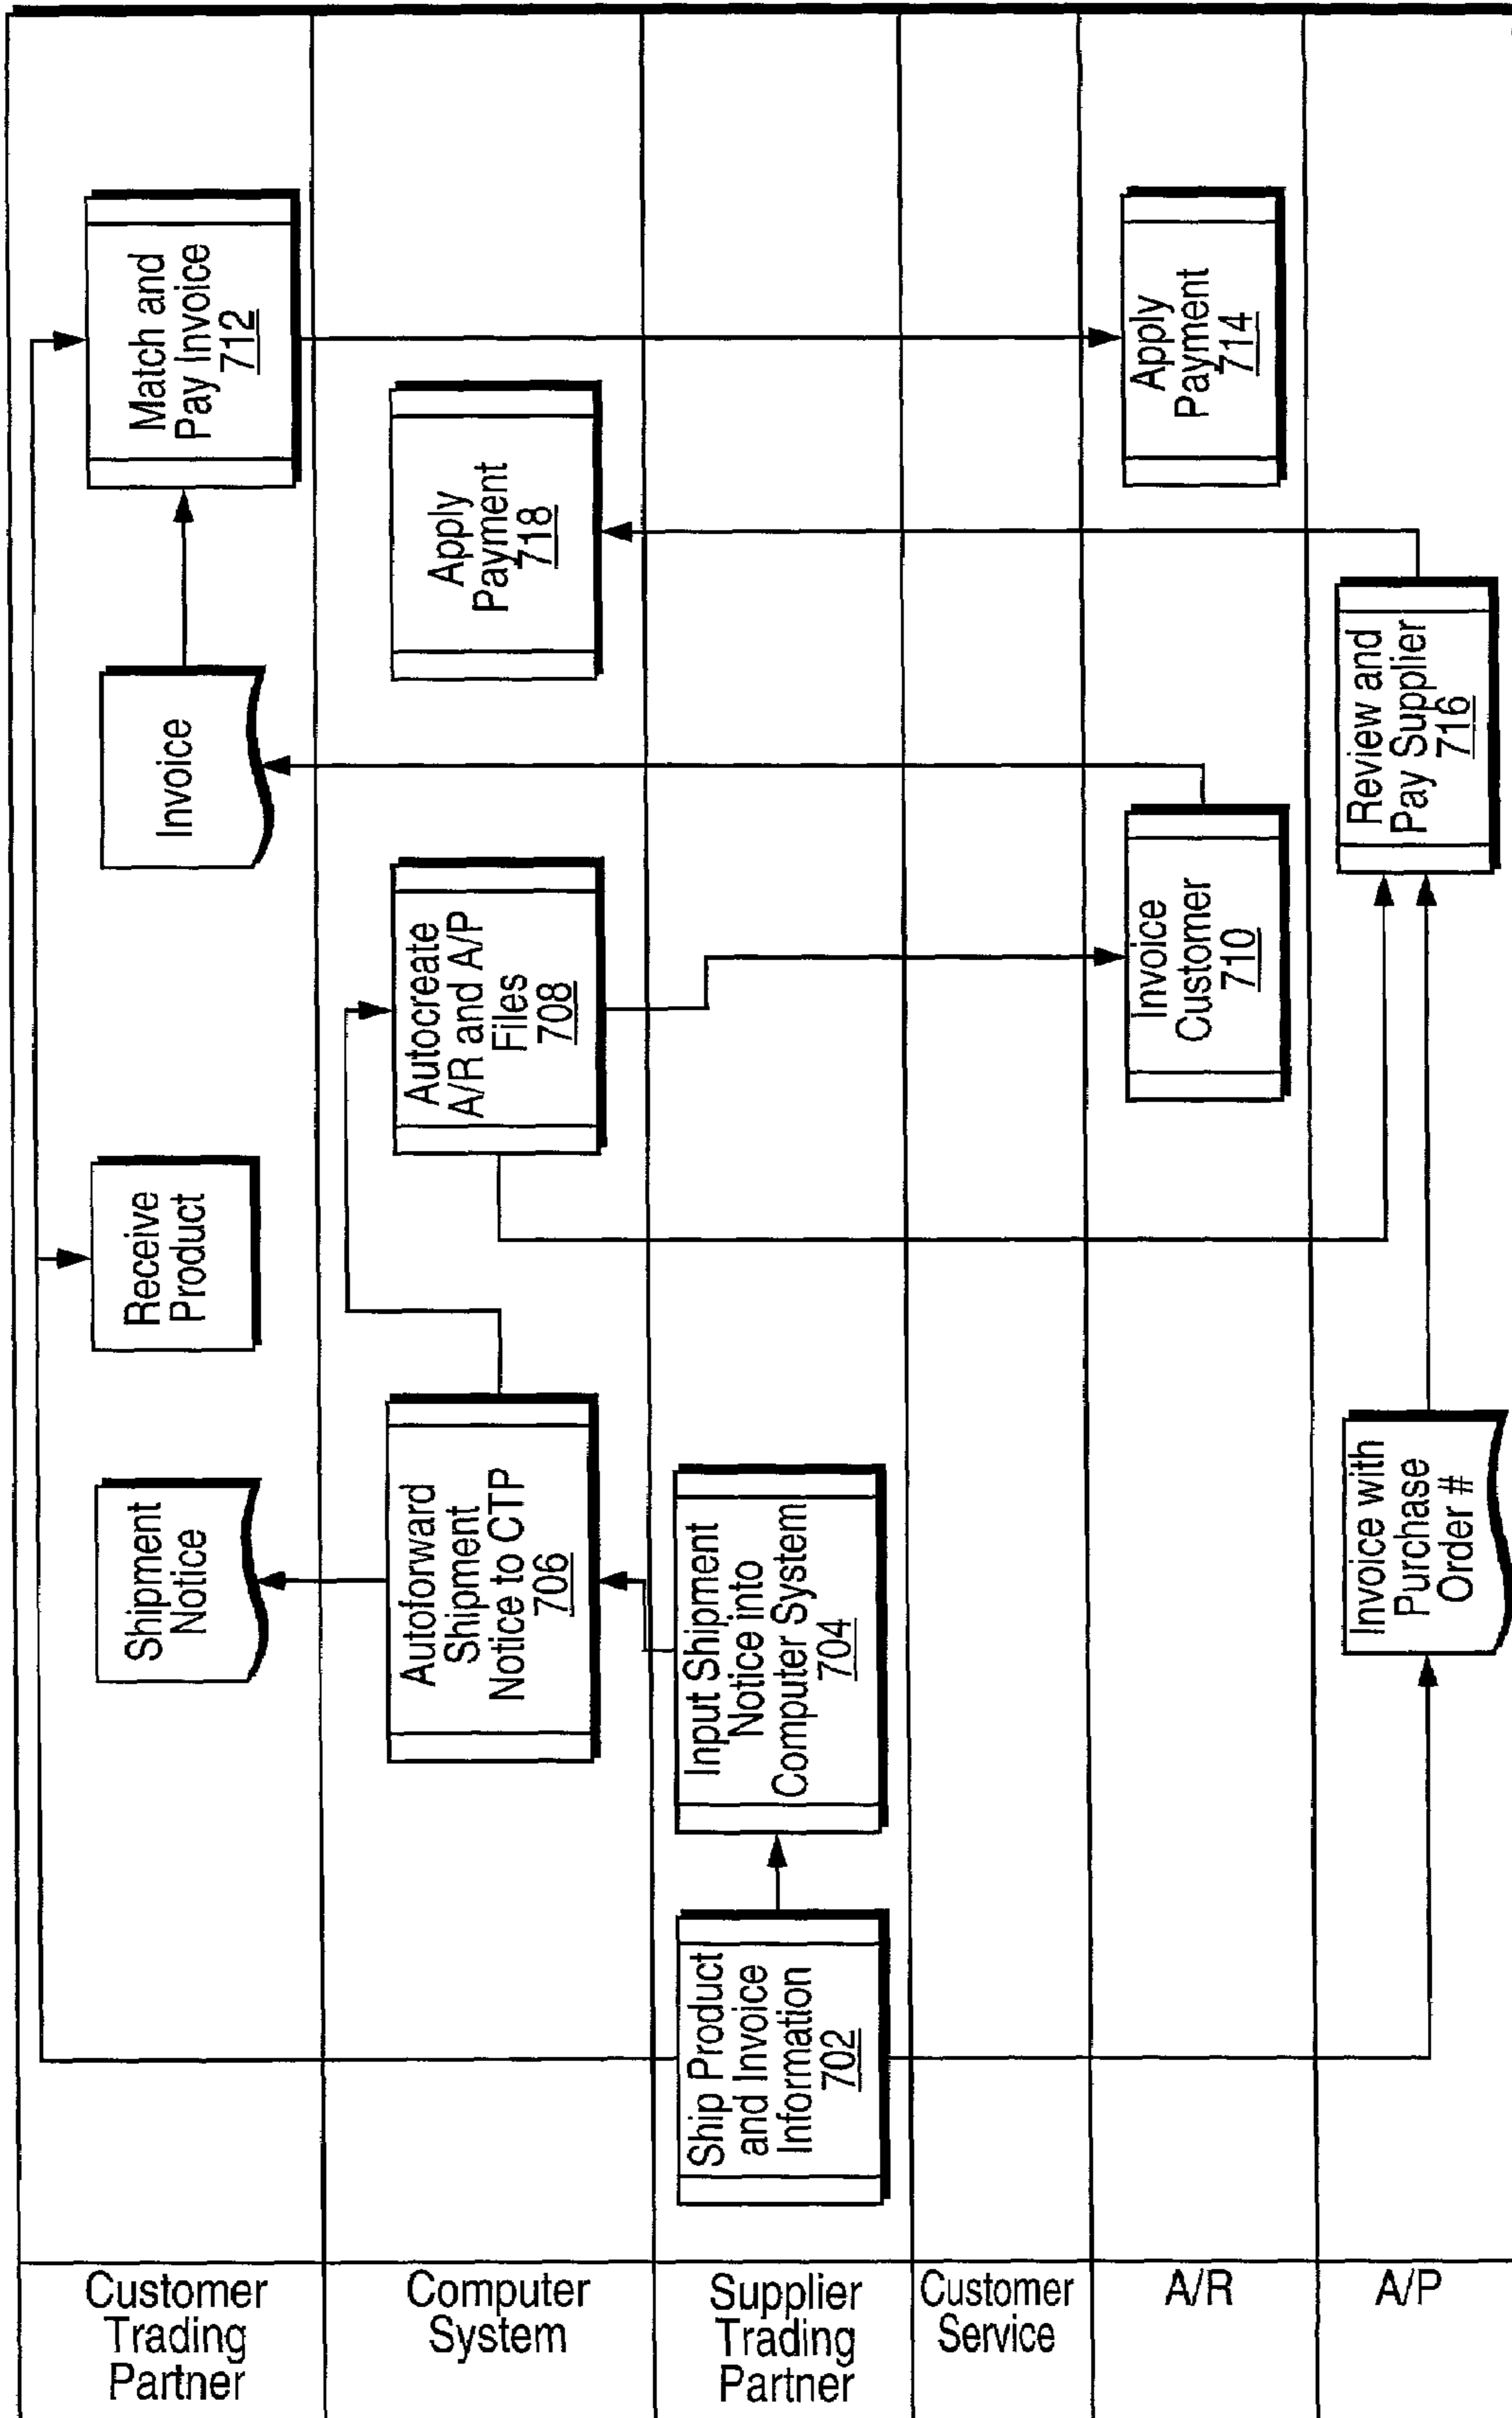 Customer
Trading
Partner
Shipment
Notice
Receive
Product
Invoice
Match and
Pay Invoice
712
Computer
System
Autoforward
Shipment
Notice to CTP
706
Autocreate
A/R and A/P
Files
708
Apply
Payment
718
Supplier
Trading
Partner
Ship Product
and Invoice
Information
702
Input Shipment
Notice into
Computer System
704
Customer
Service
A/R
Invoice
Customer
710
Apply
Payment
714
A/P
Invoice with
Purchase
Order #
Review and
Pay Supplier
716